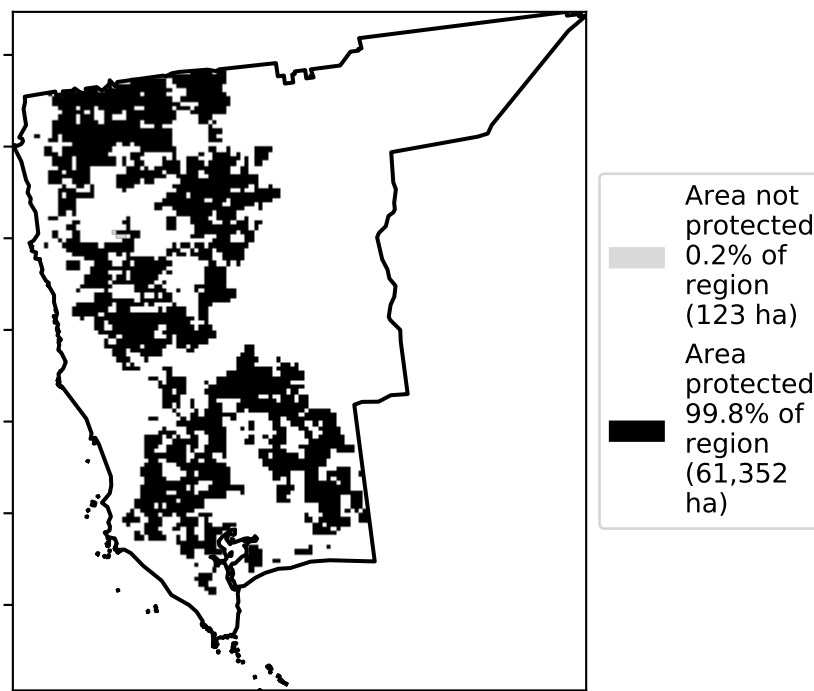 Area not
protected
0.2% of
region
(123 ha)
Area
protected
99.8% of
region
(61,352
ha)